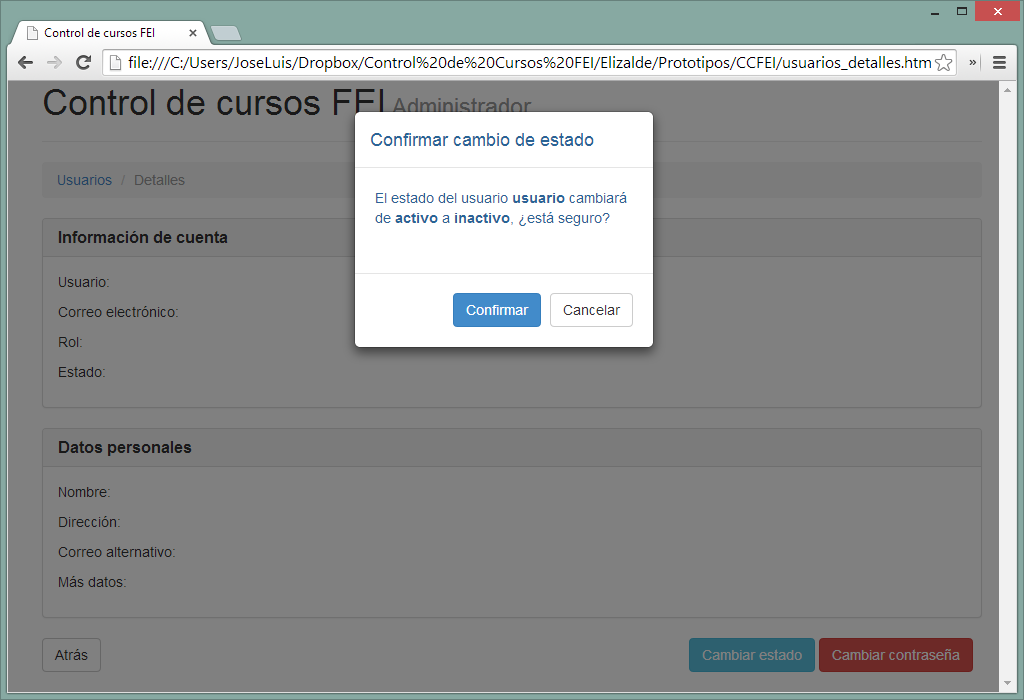 Control de cursos FEI
file:///C:/Users/JoseLuis/Dropbox/Control%20de%20Cursos%20FEI/Elizalde/Prototipos/CCFEI/usuarios_detalles.htm
Control de cursos FEI Administrador
Confirmar cambio de estado
Usuarios / Detalles
El estado del usuario usuario cambiará
de activo a inactivo, ¿está seguro?
Confirmar Cancelar
Información de cuenta
Usuario:
Correo electrónico:
Rol:
Estado:
Datos personales
Nombre:
Dirección:
Correo alternativo:
Más datos:
Atrás Cambiar estado Cambiar contraseña